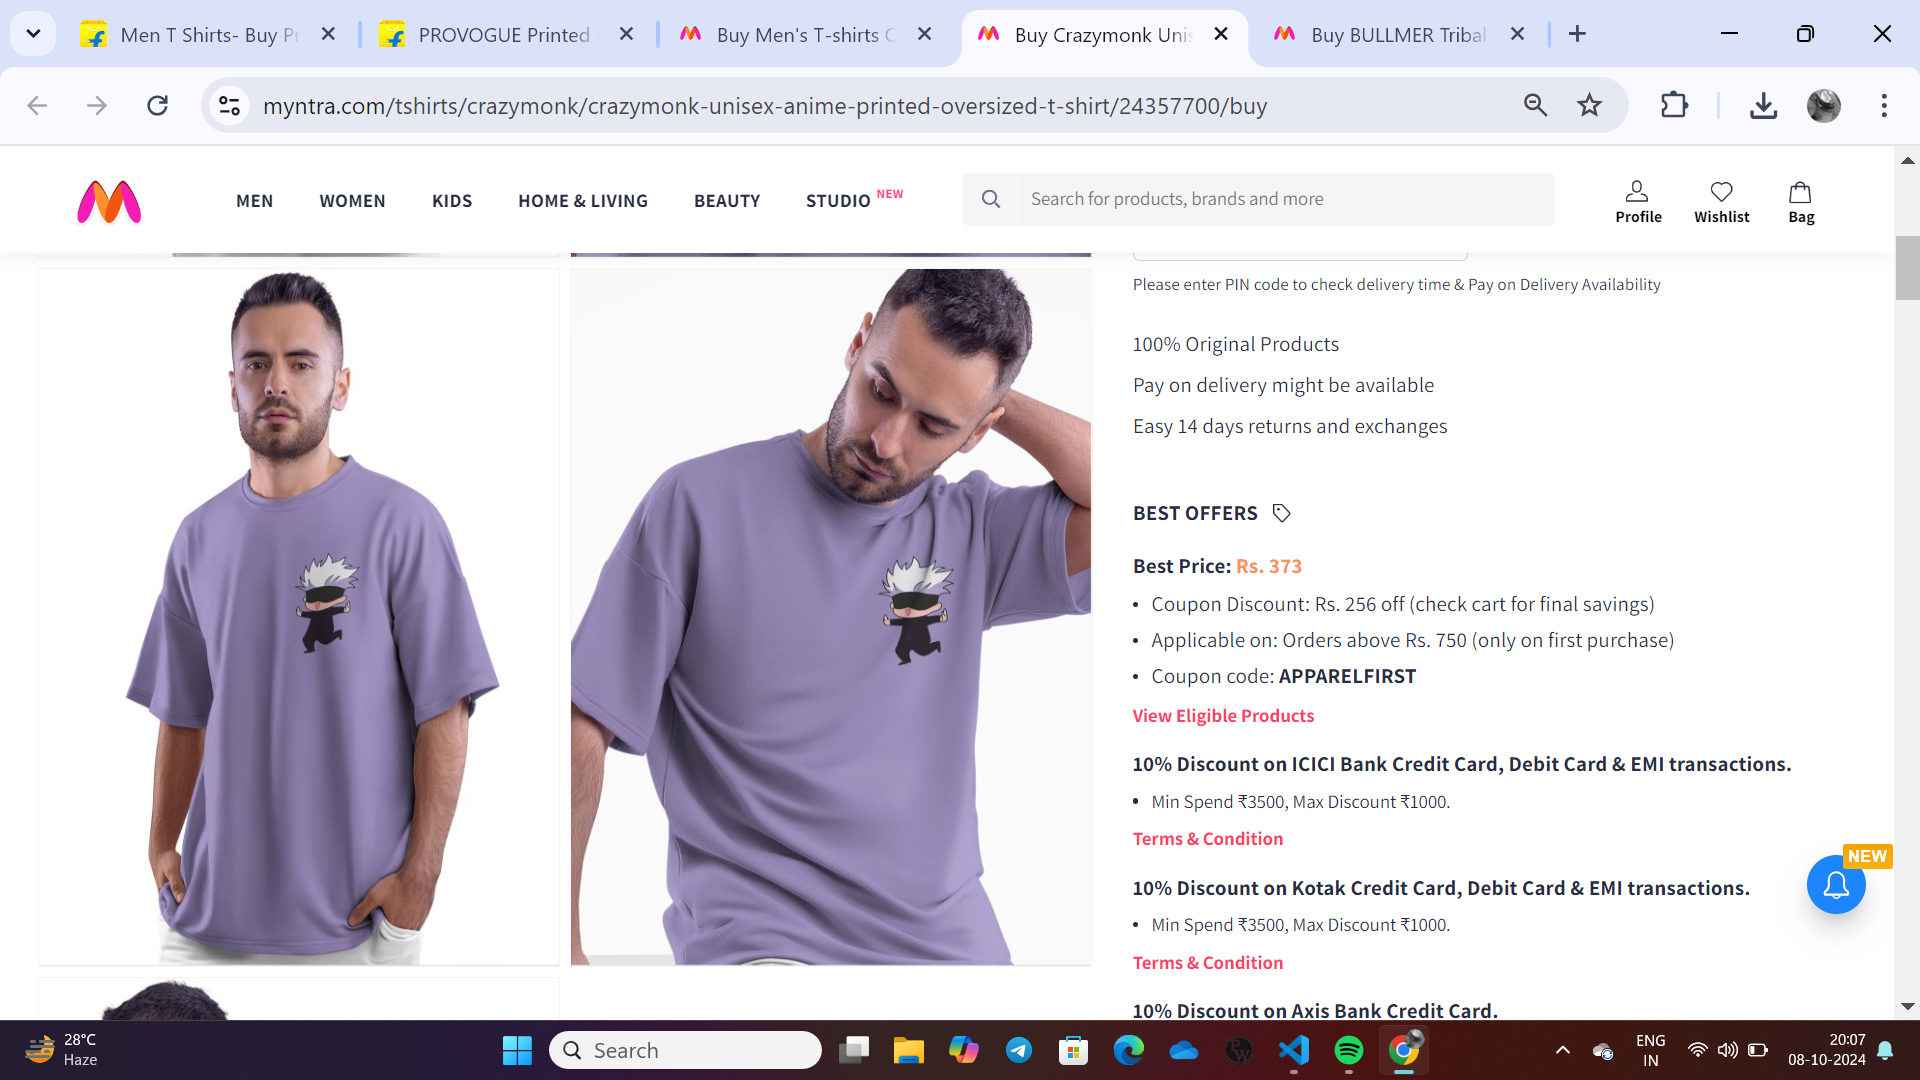 Men T Shirts- Buy Pr
PROVOGUE Printed
Buy Men's T-shirts O
Buy Crazymonk Unis
Buy BULLMER Tribal
myntra.com/tshirts/crazymonk/crazymonk-unisex-anime-printed-oversized-t-shirt/24357700/buy
MEN
WOMEN
KIDS
HOME & LIVING
BEAUTY
STUDIO NEW
Search for products, brands and more
Profile
Wishlist
Bag
Please enter PIN code to check delivery time & Pay on Delivery Availability
100% Original Products
Pay on delivery might be available
Easy 14 days returns and exchanges
BEST OFFERS
Best Price: Rs. 373
• Coupon Discount: Rs. 256 off (check cart for final savings)
• Applicable on: Orders above Rs. 750 (only on first purchase)
• Coupon code: APPARELFIRST
View Eligible Products
10% Discount on ICICI Bank Credit Card, Debit Card & EMI transactions.
• Min Spend ₹3500, Max Discount ₹1000.
Terms & Condition
10% Discount on Kotak Credit Card, Debit Card & EMI transactions.
• Min Spend ₹3500, Max Discount ₹1000.
Terms & Condition
10% Discount on Axis Bank Credit Card.
NEW
28°C
Haze
Search
ENG
IN
20:07
08-10-2024